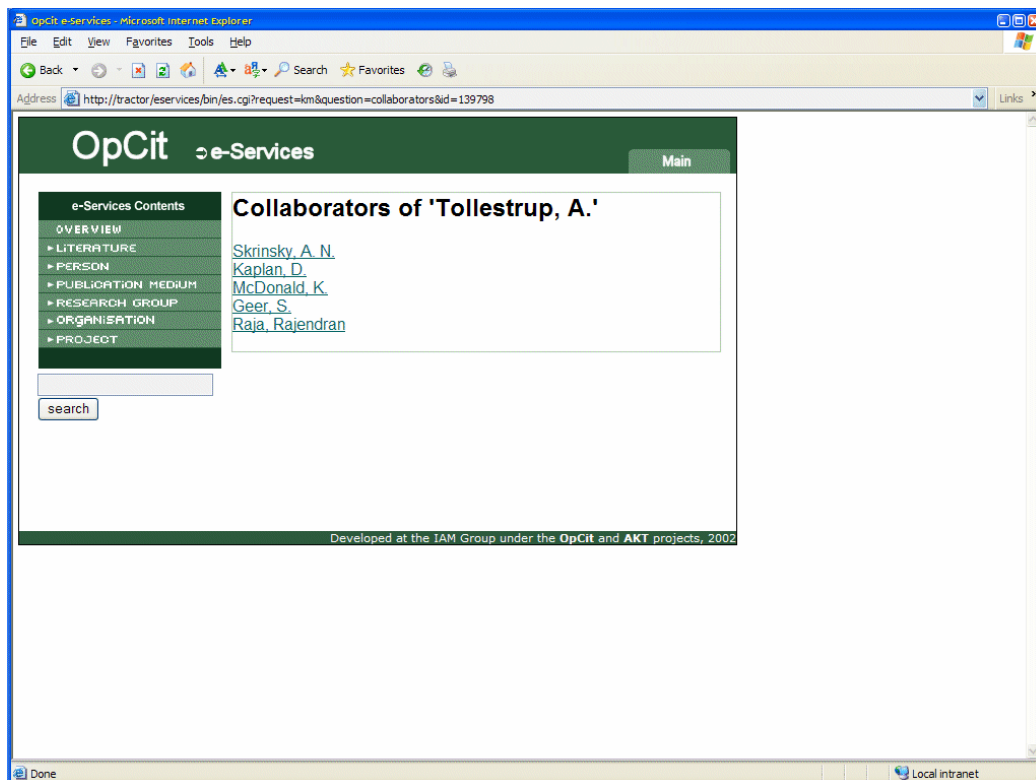 OpCit e-Services - Microsoft Internet Explorer
File Edit View Favorites Tools Help
Back Search Favorites
Address http://tractor/eservices/bin/es.cgi?request=km&question=collaborators&id=139798 Links
OpCit e-Services
Main
e-Services Contents
OVERVIEW
LITERATURE
PERSON
PUBLICATION MEDIUM
RESEARCH GROUP
ORGANISATION
PROJECT
search
Collaborators of 'Tollestrup, A.'
Skrinsky, A. N.
Kaplan, D.
McDonald, K.
Geer, S.
Raja, Rajendran
Developed at the IAM Group under the OpCit and AKT projects, 2002
Done Local intranet